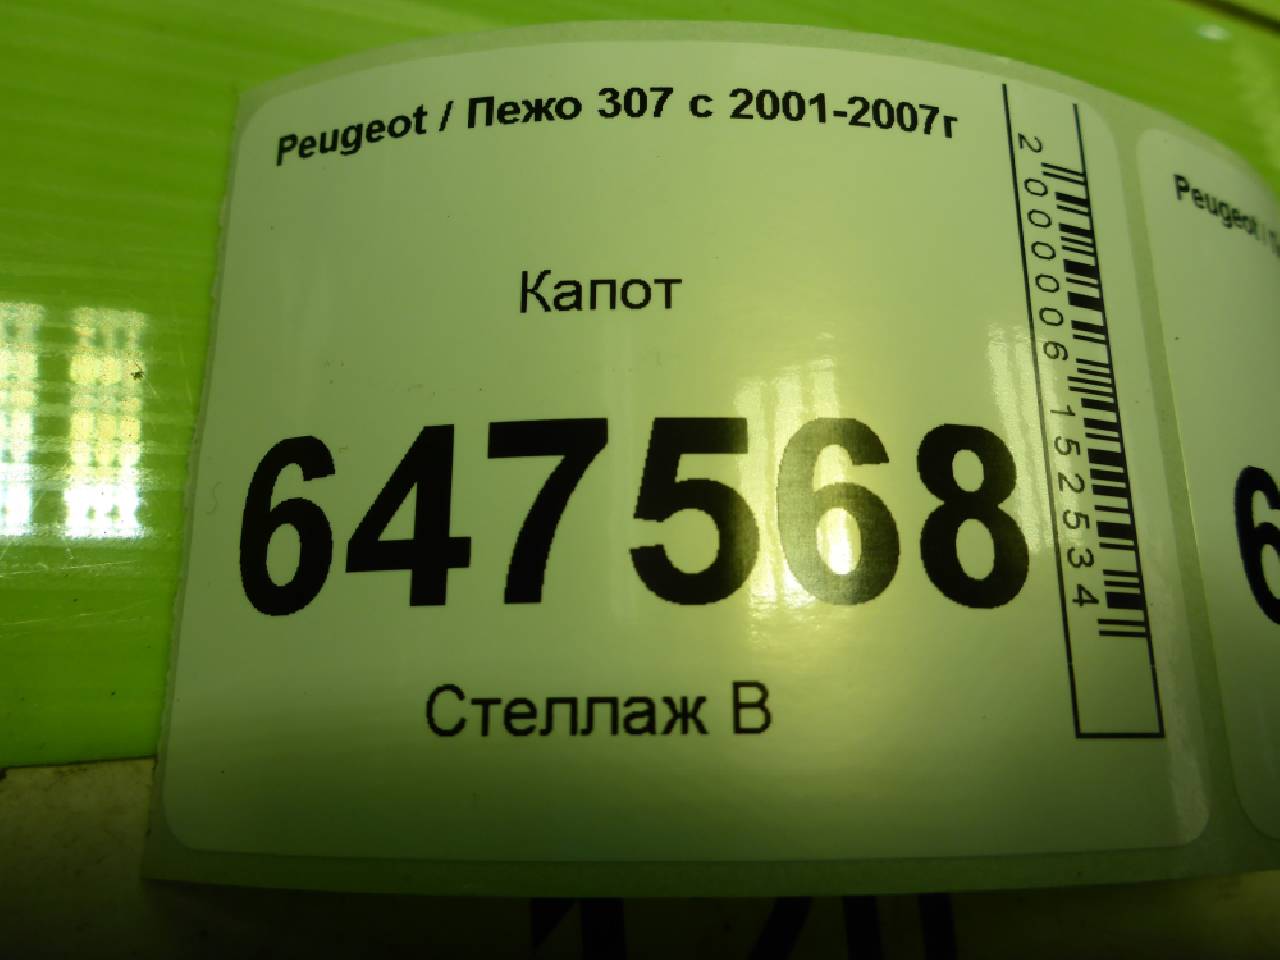 Peugeot / Пежо 307 с 2001-2007г
Капот
647568
Стеллаж В
2000006152534
Peugeot /
6